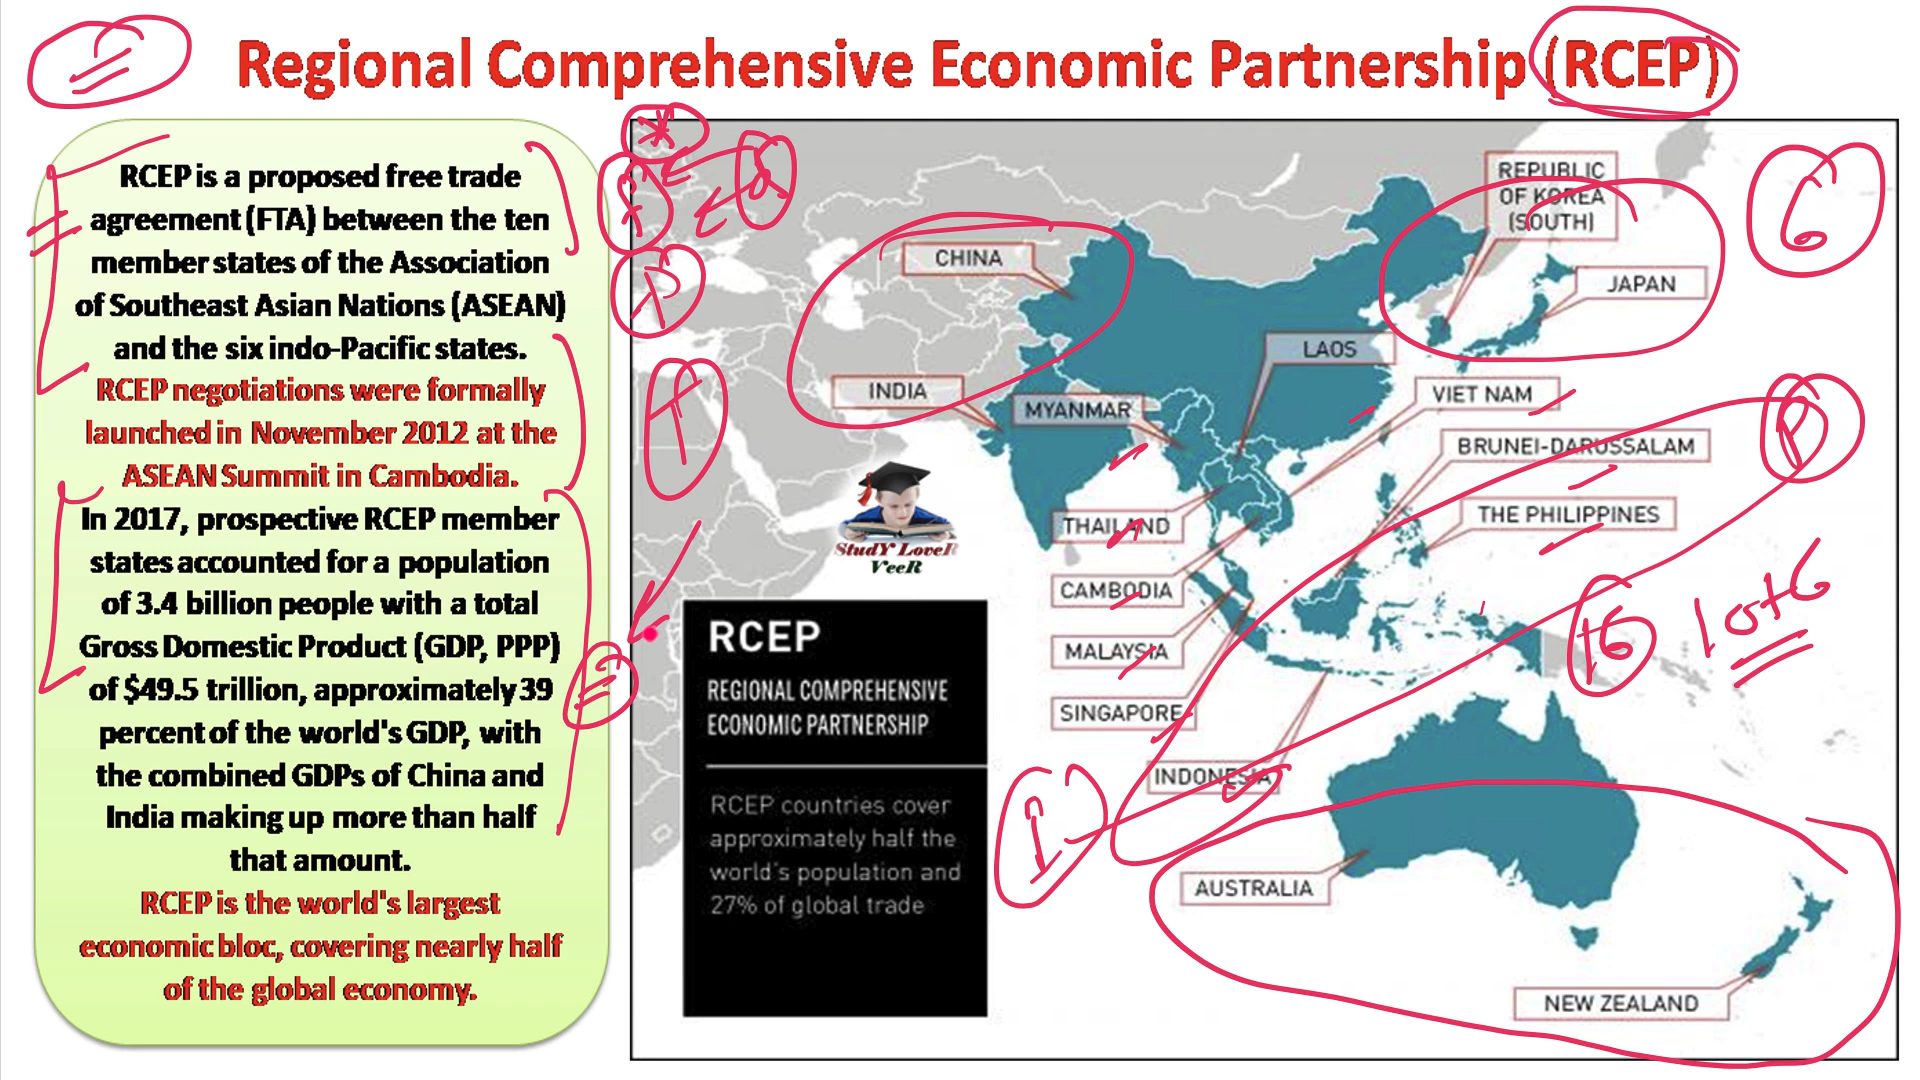 Regional Comprehensive Economic Partnership (RCEP)
RCEP is a proposed free trade
agreement (FTA) between the ten
member states of the Association
of Southeast Asian Nations (ASEAN)
and the six indo-Pacific states.
RCEP negotiations were formally
launched in November 2012 at the
ASEAN Summit in Cambodia.
In 2017, prospective RCEP member
states accounted for a population
of 3.4 billion people with a total
Gross Domestic Product (GDP, PPP)
of $49.5 trillion, approximately 39
percent of the world's GDP, with
the combined GDPs of China and
India making up more than half
that amount.
RCEP is the world's largest
economic bloc, covering nearly half
of the global economy.
REPUBLIC
OF KOREA
(SOUTH)
CHINA
JAPAN
LAOS
INDIA
MYANMAR
VIET NAM
BRUNEI-DARUSSALAM
THE PHILIPPINES
THAILAND
CAMBODIA
MALAYSIA
SINGAPORE
INDONESIA
AUSTRALIA
NEW ZEALAND
StudY LoveR
VeeR
RCEP
REGIONAL COMPREHENSIVE
ECONOMIC PARTNERSHIP
RCEP countries cover
approximately half the
world's population and
27% of global trade
6
16
10+6